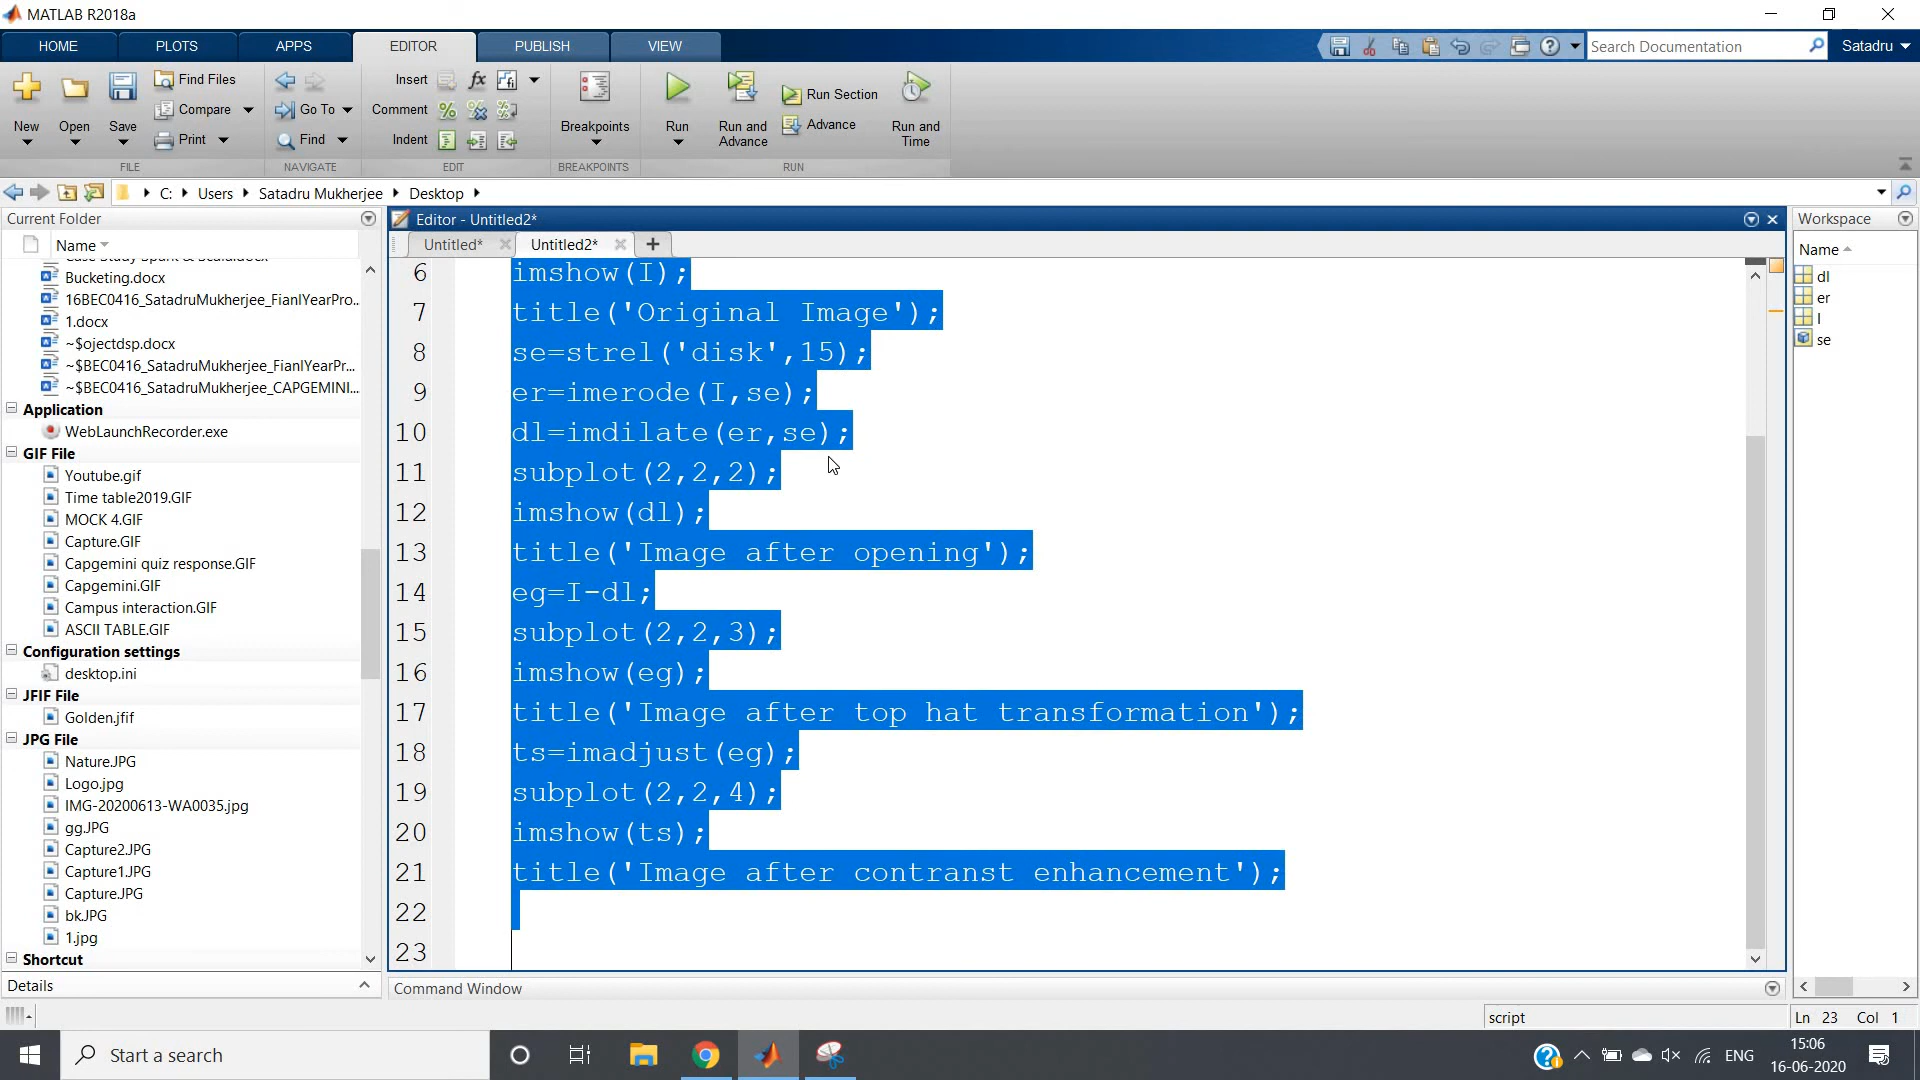 MATLAB R2018a
HOME PLOTS APPS EDITOR PUBLISH VIEW
Search Documentation
Satadru
New Open Save
Find Files
Compare
Print
FILE
Go To
Find
NAVIGATE
Insert
Comment
Indent
EDIT
Breakpoints
BREAKPOINTS
Run
Run and Advance
Run Section
Advance
Run and Time
RUN
C: Users Satadru Mukherjee Desktop
Current Folder
Name
Bucketing.docx
16BEC0416_SatadruMukherjee_FianlYearPro...
1.docx
~$ojectdsp.docx
~$BEC0416_SatadruMukherjee_FianlYearPr...
~$BEC0416_SatadruMukherjee_CAPGEMINI...
Application
WebLaunchRecorder.exe
GIF File
Youtube.gif
Time table2019.GIF
MOCK 4.GIF
Capture.GIF
Capgemini quiz response.GIF
Capgemini.GIF
Campus interaction.GIF
ASCII TABLE.GIF
Configuration settings
desktop.ini
JFIF File
Golden.jfif
JPG File
Nature.JPG
Logo.jpg
IMG-20200613-WA0035.jpg
gg.JPG
Capture2.JPG
Capture1.JPG
Capture.JPG
bk.JPG
1.jpg
Shortcut
Details
Editor - Untitled2*
Untitled* Untitled2*
6 imshow(I);
7 title('Original Image');
8 se=strel('disk',15);
9 er=imerode(I,se);
10 dl=imdilate(er,se);
11 subplot(2,2,2);
12 imshow(dl);
13 title('Image after opening');
14 eg=I-dl;
15 subplot(2,2,3);
16 imshow(eg);
17 title('Image after top hat transformation');
18 ts=imadjust(eg);
19 subplot(2,2,4);
20 imshow(ts);
21 title('Image after contranst enhancement');
22
23
Command Window
Workspace
Name
dl
er
I
se
script
Ln 23 Col 1
Start a search
ENG
15:06
16-06-2020